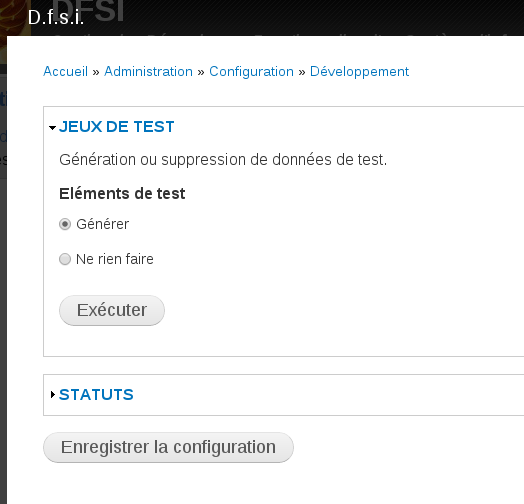 DFSI
D.f.s.i.
Accueil » Administration » Configuration » Développement
JEUX DE TEST
Génération ou suppression de données de test.
Eléments de test
Générer
Ne rien faire
Exécuter
STATUTS
Enregistrer la configuration